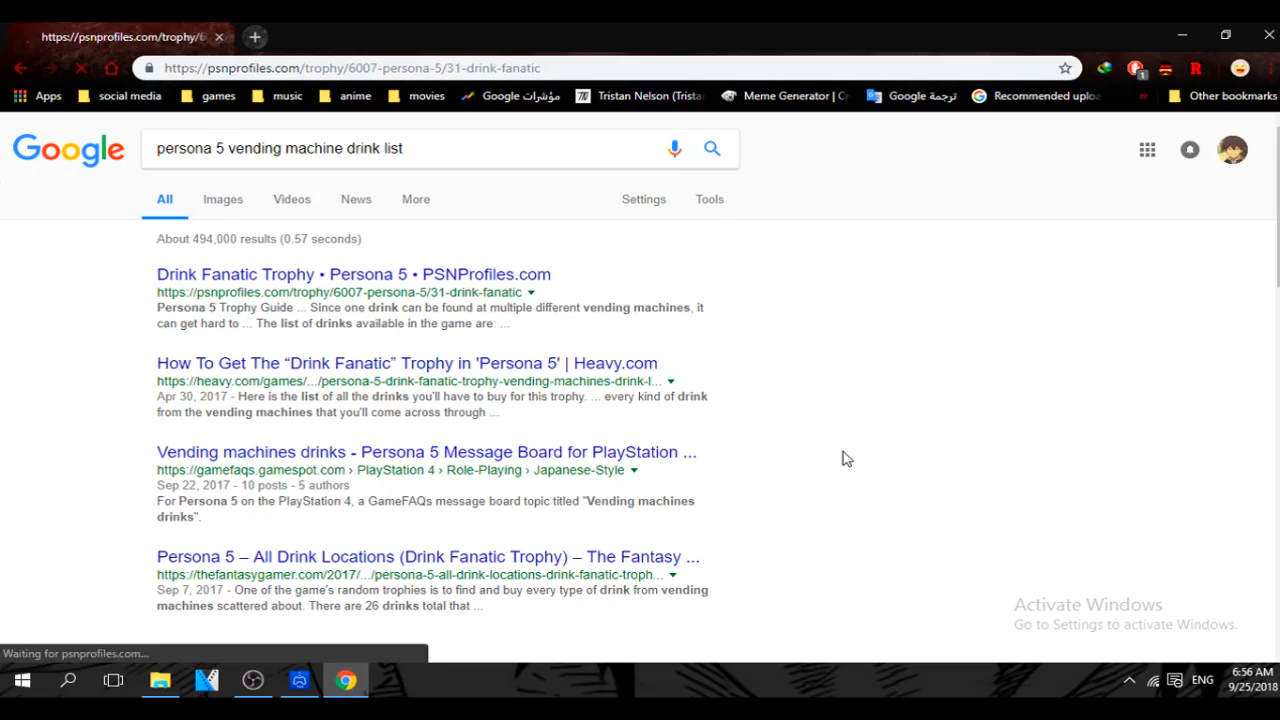 https://psnprofiles.com/trophy/6
https://psnprofiles.com/trophy/6007-persona-5/31-drink-fanatic
Apps social media games music anime movies مؤشرات Google Tristan Nelson (Trista Meme Generator | Cr ترجمة Google Recommended uploa Other bookmarks
Google
persona 5 vending machine drink list
All Images Videos News More Settings Tools
About 494,000 results (0.57 seconds)
Drink Fanatic Trophy • Persona 5 • PSNProfiles.com
https://psnprofiles.com/trophy/6007-persona-5/31-drink-fanatic
Persona 5 Trophy Guide ... Since one drink can be found at multiple different vending machines, it
can get hard to ... The list of drinks available in the game are: ...
How To Get The “Drink Fanatic” Trophy in 'Persona 5' | Heavy.com
https://heavy.com/games/.../persona-5-drink-fanatic-trophy-vending-machines-drink-l...
Apr 30, 2017 - Here is the list of all the drinks you'll have to buy for this trophy. ... every kind of drink
from the vending machines that you'll come across through ...
Vending machines drinks - Persona 5 Message Board for PlayStation ...
https://gamefaqs.gamespot.com › PlayStation 4 › Role-Playing › Japanese-Style
Sep 22, 2017 - 10 posts - 5 authors
For Persona 5 on the PlayStation 4, a GameFAQs message board topic titled "Vending machines
drinks".
Persona 5 – All Drink Locations (Drink Fanatic Trophy) – The Fantasy ...
https://thefantasygamer.com/2017/.../persona-5-all-drink-locations-drink-fanatic-troph...
Sep 7, 2017 - One of the game's random trophies is to find and buy every type of drink from vending
machines scattered about. There are 26 drinks total that ...
Activate Windows
Go to Settings to activate Windows.
Waiting for psnprofiles.com...
ENG
6:56 AM
9/25/2018